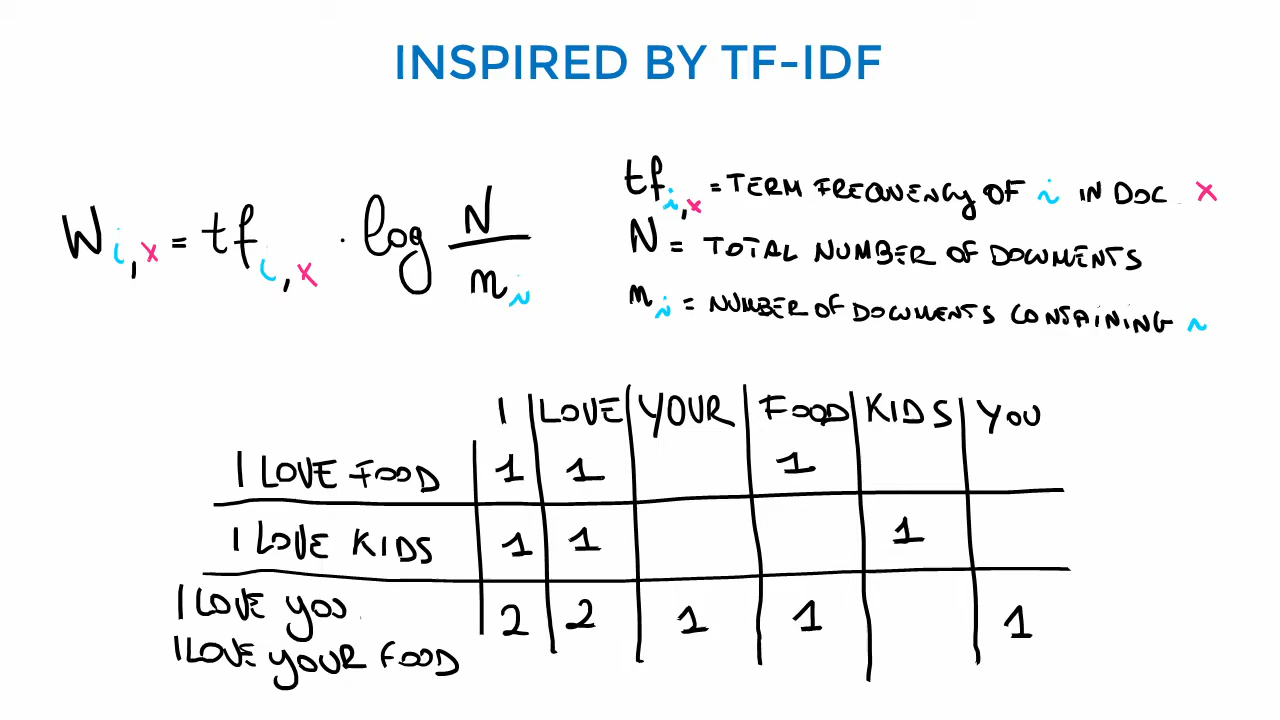 INSPIRED BY TF-IDF
W i,x = tf i,x · log N / n i
tf i,x = TERM FREQUENCY OF i IN DOC x
N = TOTAL NUMBER OF DOCUMENTS
n i = NUMBER OF DOCUMENTS CONTAINING i
I LOVE YOUR FOOD KIDS YOU
I LOVE FOOD 1 1 1
I LOVE KIDS 1 1 1
I LOVE YOU
2 2 1 1 1
I LOVE YOUR FOOD